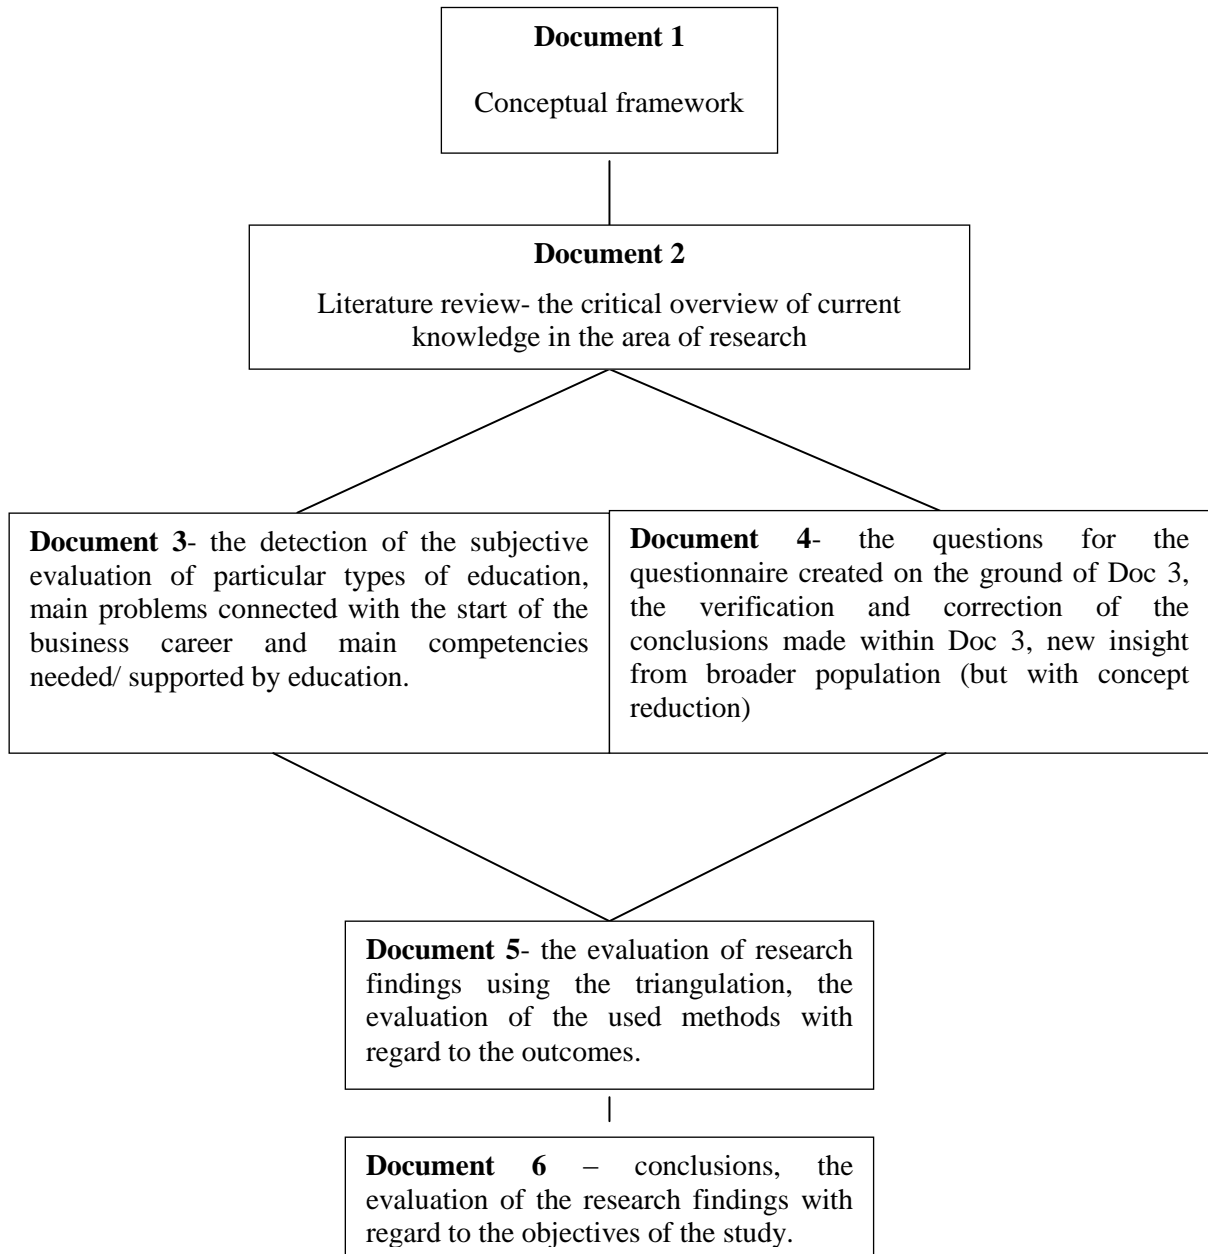 Document 1
Conceptual framework
Document 2
Literature review- the critical overview of current
knowledge in the area of research
Document 3- the detection of the subjective
evaluation of particular types of education,
main problems connected with the start of the
business career and main competencies
needed/ supported by education.
Document 4- the questions for the
questionnaire created on the ground of Doc 3,
the verification and correction of the
conclusions made within Doc 3, new insight
from broader population (but with concept
reduction)
Document 5- the evaluation of research
findings using the triangulation, the
evaluation of the used methods with
regard to the outcomes.
Document 6 – conclusions, the
evaluation of the research findings with
regard to the objectives of the study.